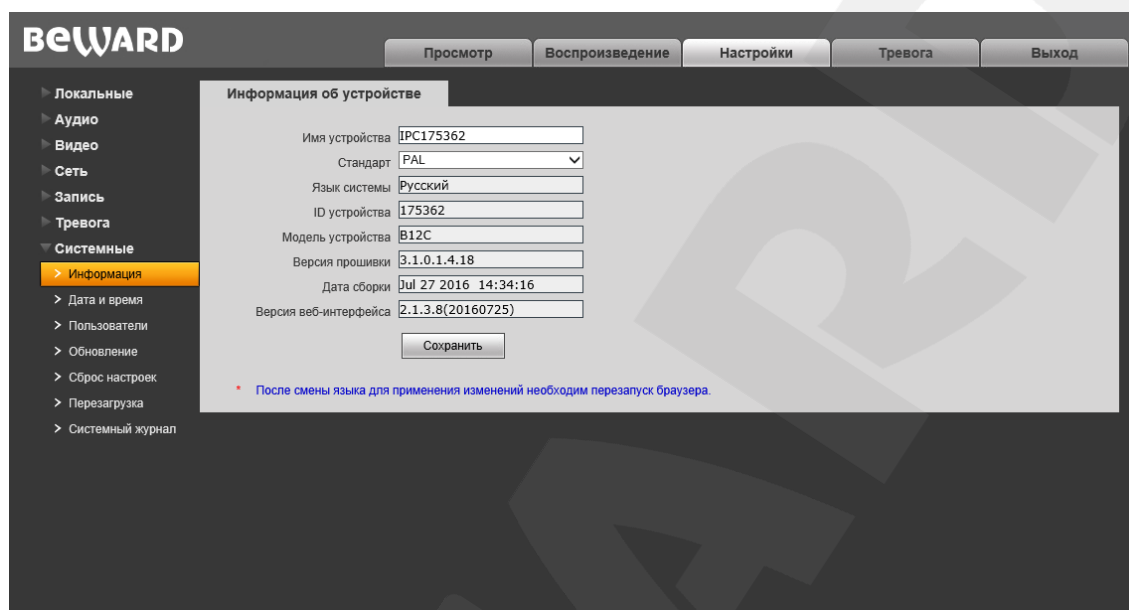 BEWARD
Просмотр Воспроизведение Настройки Тревога Выход
Локальные
Аудио
Видео
Сеть
Запись
Тревога
Системные
Информация
Дата и время
Пользователи
Обновление
Сброс настроек
Перезагрузка
Системный журнал
Информация об устройстве
Имя устройства IPC175362
Стандарт PAL
Язык системы Русский
ID устройства 175362
Модель устройства B12C
Версия прошивки 3.1.0.1.4.18
Дата сборки Jul 27 2016 14:34:16
Версия веб-интерфейса 2.1.3.8(20160725)
Сохранить
* После смены языка для применения изменений необходим перезапуск браузера.